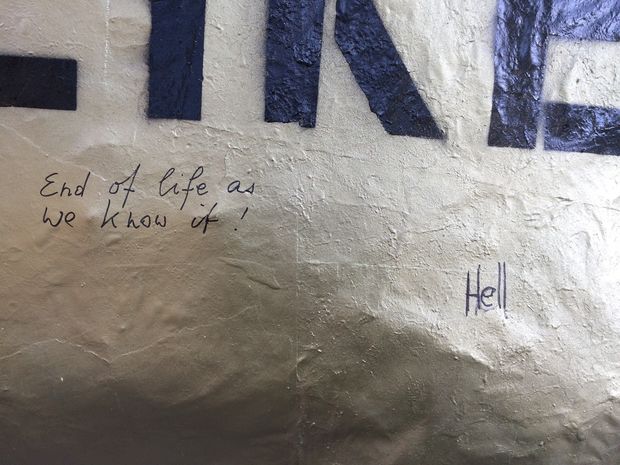 End of life as
we know it !
Hell